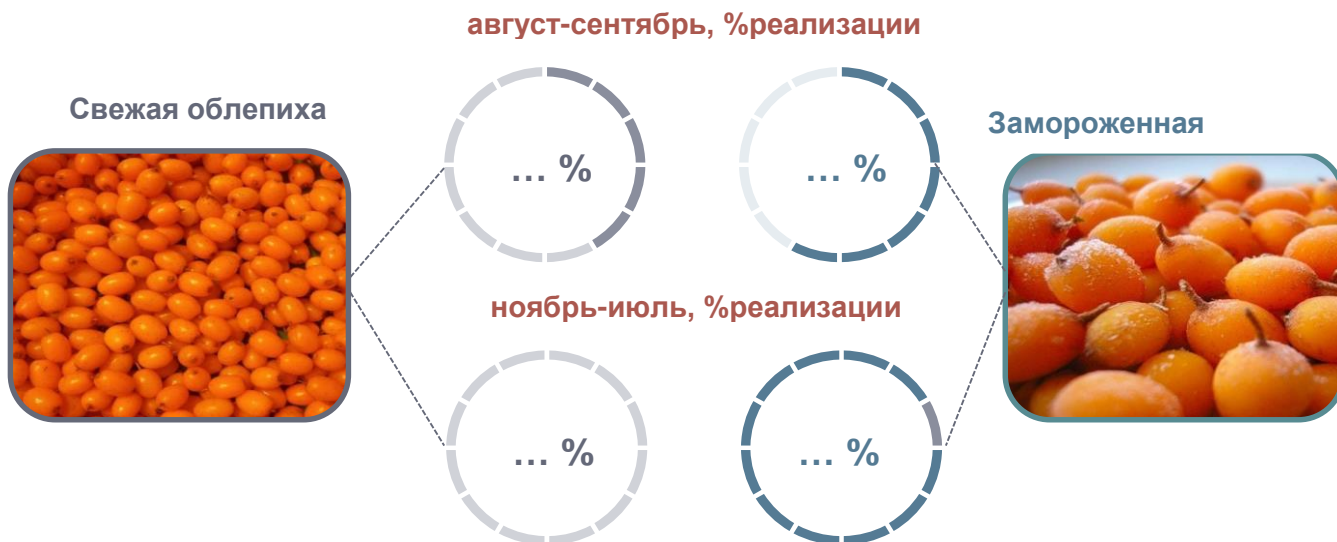 август-сентябрь, %реализации
Свежая облепиха
Замороженная
... %
... %
ноябрь-июль, %реализации
... %
... %